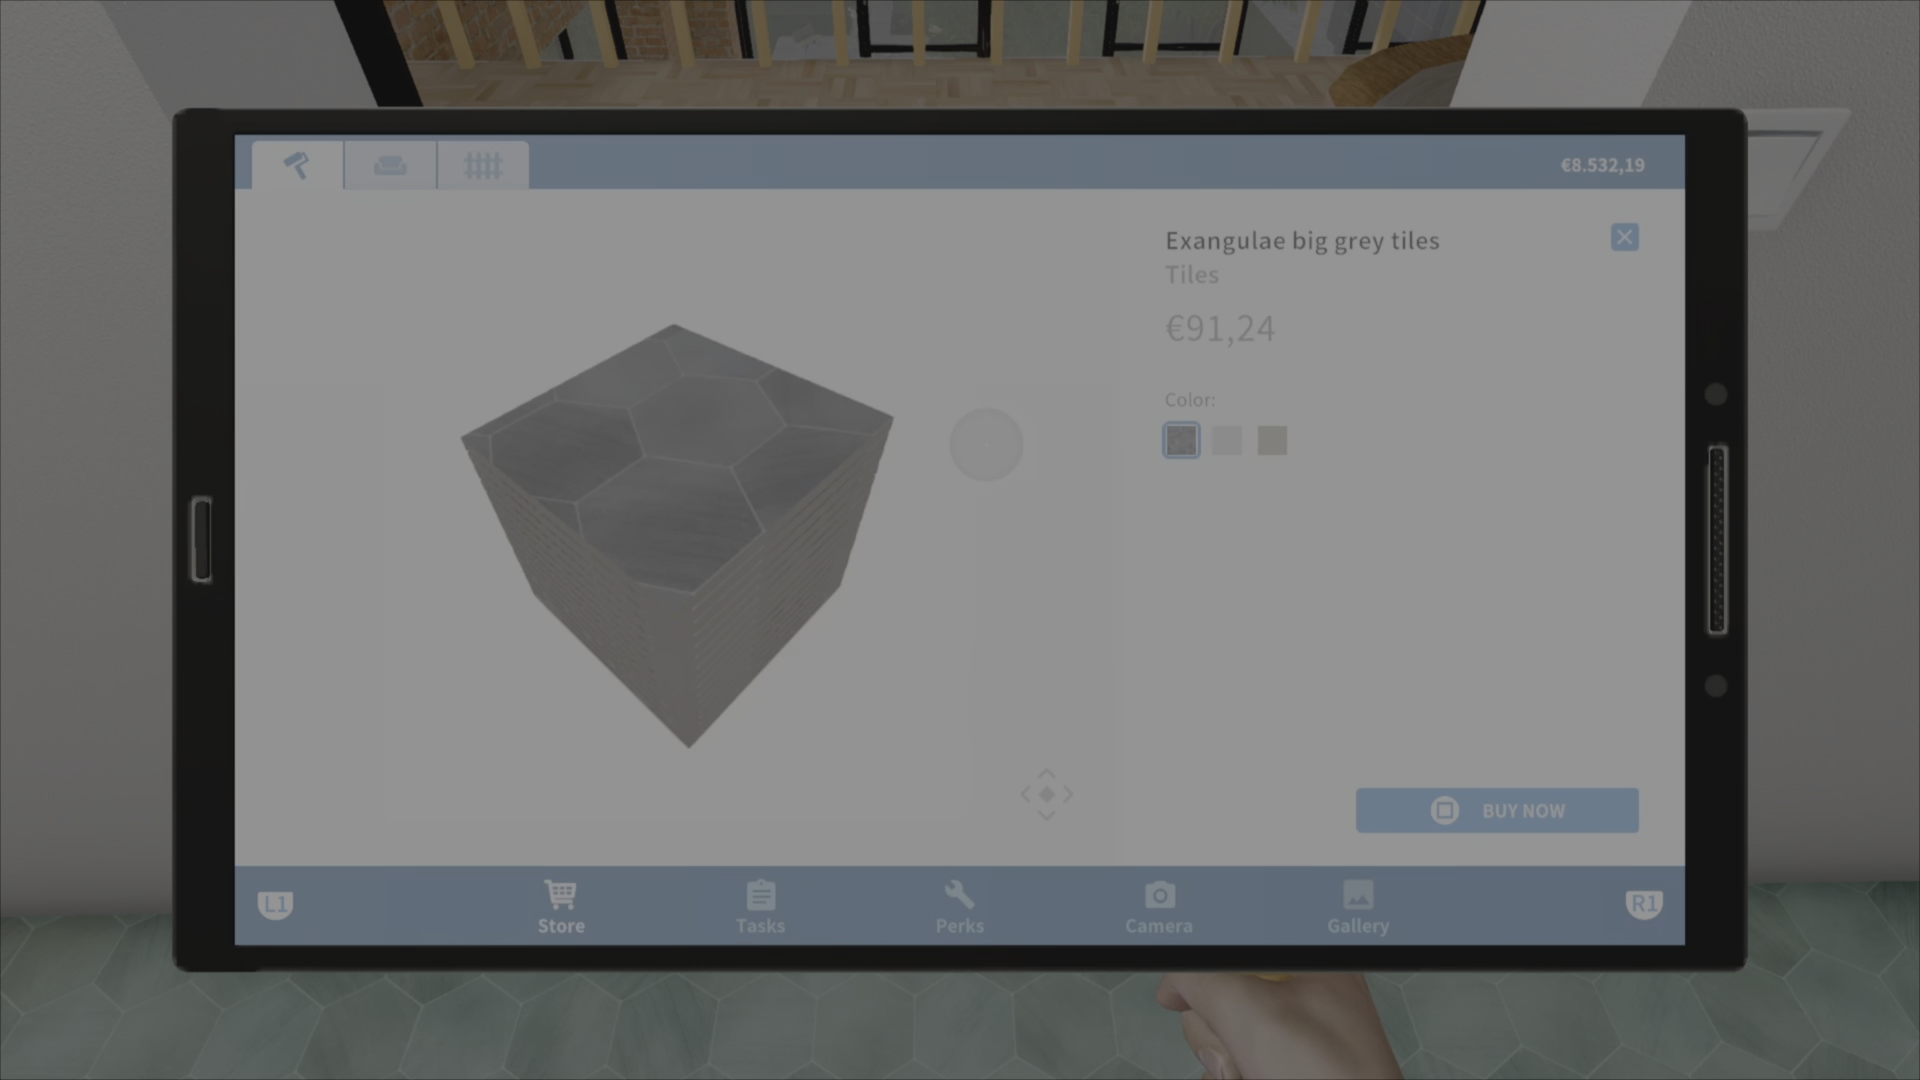 €8.532,19
Exangulae big grey tiles
Tiles
€91,24
Color:
BUY NOW
L1
Store
Tasks
Perks
Camera
Gallery
R1